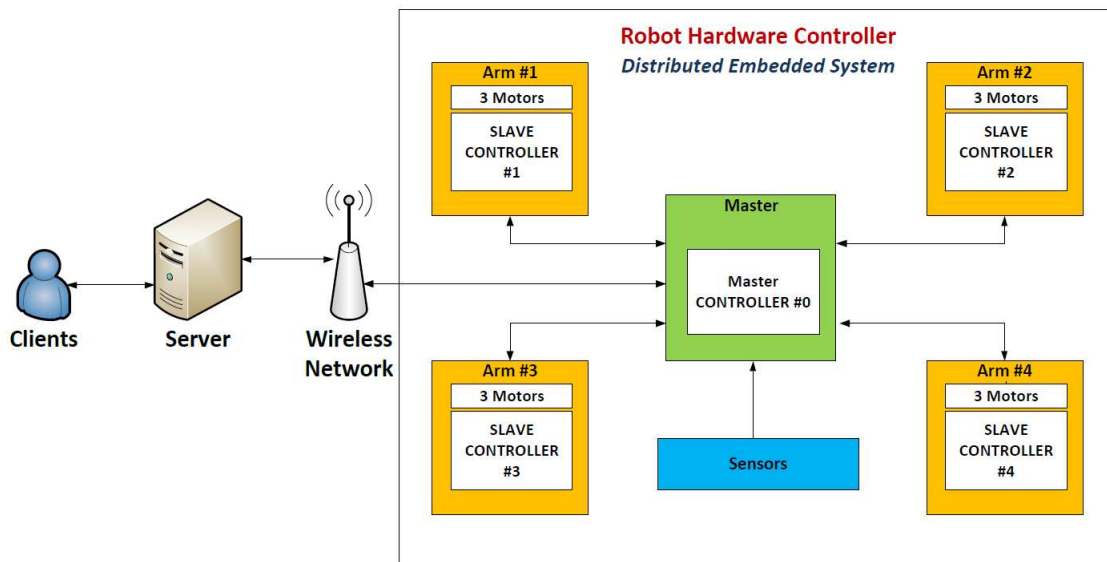 Robot Hardware Controller
Distributed Embedded System
Arm #1
3 Motors
SLAVE
CONTROLLER
#1
Arm #2
3 Motors
SLAVE
CONTROLLER
#2
Master
Master
CONTROLLER #0
Clients
Server
Wireless
Network
Arm #3
3 Motors
SLAVE
CONTROLLER
#3
Sensors
Arm #4
3 Motors
SLAVE
CONTROLLER
#4